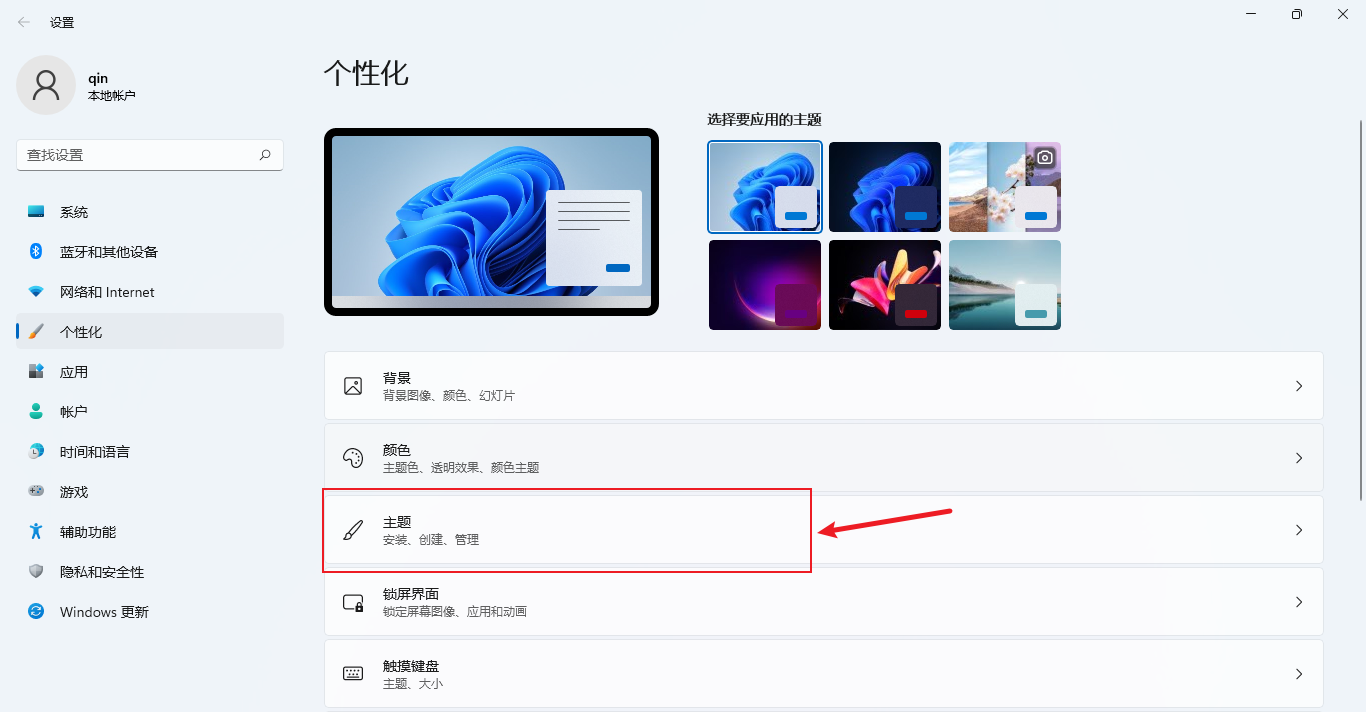 设置
qin
本地帐户
查找设置
系统
蓝牙和其他设备
网络和 Internet
个性化
应用
帐户
时间和语言
游戏
辅助功能
隐私和安全性
Windows 更新
个性化
选择要应用的主题
背景
背景图像、颜色、幻灯片
颜色
主题色、透明效果、颜色主题
主题
安装、创建、管理
锁屏界面
锁定屏幕图像、应用和动画
触摸键盘
主题、大小